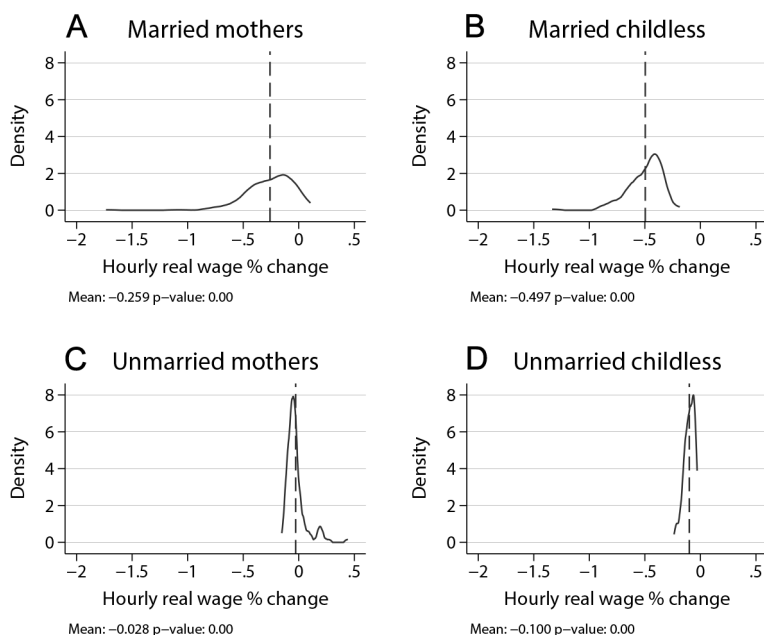 A Married mothers
8
6
4
2
0
Density
−2 −1.5 −1 −.5 0 .5
Hourly real wage % change
Mean: −0.259 p−value: 0.00
B Married childless
8
6
4
2
0
Density
−2 −1.5 −1 −.5 0 .5
Hourly real wage % change
Mean: −0.497 p−value: 0.00
C Unmarried mothers
8
6
4
2
0
Density
−2 −1.5 −1 −.5 0 .5
Hourly real wage % change
Mean: −0.028 p−value: 0.00
D Unmarried childless
8
6
4
2
0
Density
−2 −1.5 −1 −.5 0 .5
Hourly real wage % change
Mean: −0.100 p−value: 0.00